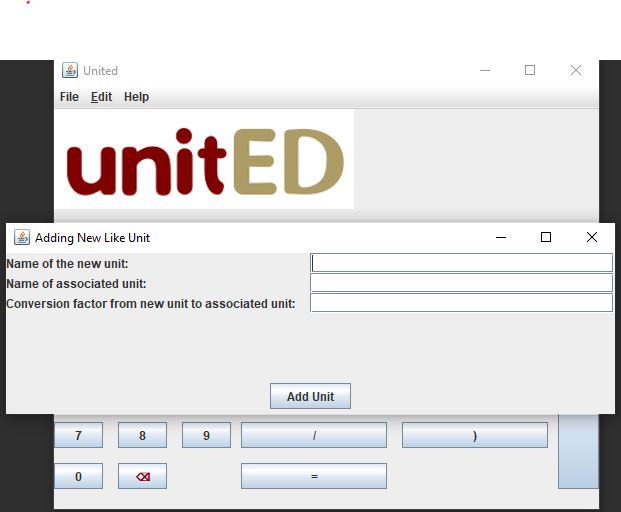 United
File Edit Help
unitED
Adding New Like Unit
Name of the new unit:
Name of associated unit:
Conversion factor from new unit to associated unit:
Add Unit
7 8 9 / )
0 ⌫ =